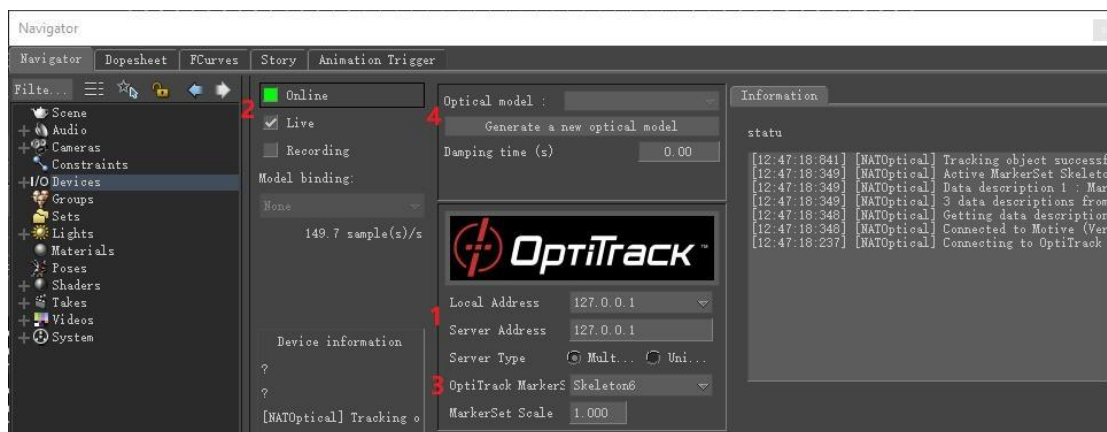 Navigator
Navigator Dopesheet FCurves Story Animation Trigger
Filte...
Scene
Audio
Cameras
Constraints
I/O Devices
Groups
Sets
Lights
Materials
Poses
Shaders
Takes
Videos
System
2 Online
Live
Recording
Model binding:
None
149.7 sample(s)/s
Device information
?
?
[NATOptical] Tracking o
4 Optical model :
Generate a new optical model
Damping time (s) 0.00
OPTITRACK ™
1 Local Address 127.0.0.1
Server Address 127.0.0.1
Server Type Mult... Uni...
3 OptiTrack MarkerS Skeleton6
MarkerSet Scale 1.000
Information
statu
[12:47:18:841] [NATOptical] Tracking object successf
[12:47:18:349] [NATOptical] Active MarkerSet Skeleto
[12:47:18:349] [NATOptical] Data description 1 : Mar
[12:47:18:349] [NATOptical] 3 data descriptions from
[12:47:18:348] [NATOptical] Getting data description
[12:47:18:348] [NATOptical] Connected to Motive (Ver
[12:47:18:237] [NATOptical] Connecting to OptiTrack